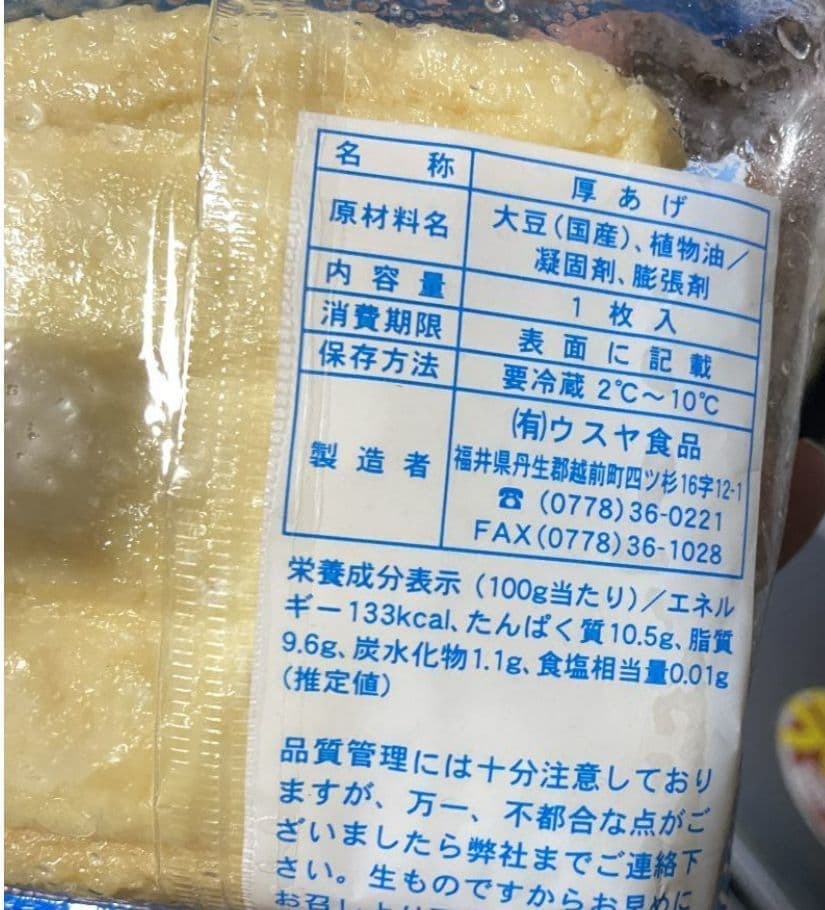 名称 厚あげ
原材料名 大豆(国産)、植物油/
凝固剤、膨張剤
内容量 1枚入
消費期限 表面に記載
保存方法 要冷蔵 2℃~10℃
製造者 (有)ウスヤ食品
福井県丹生郡越前町四ツ杉16字12-1
☎ (0778)36-0221
FAX(0778)36-1028
栄養成分表示(100g当たり)/エネル
ギー133kcal、たんぱく質10.5g、脂質
9.6g、炭水化物1.1g、食塩相当量0.01g
(推定値)
品質管理には十分注意しており
ますが、万一、不都合な点がご
ざいましたら弊社までご連絡下
さい。生ものですからお早めに
お召し上り